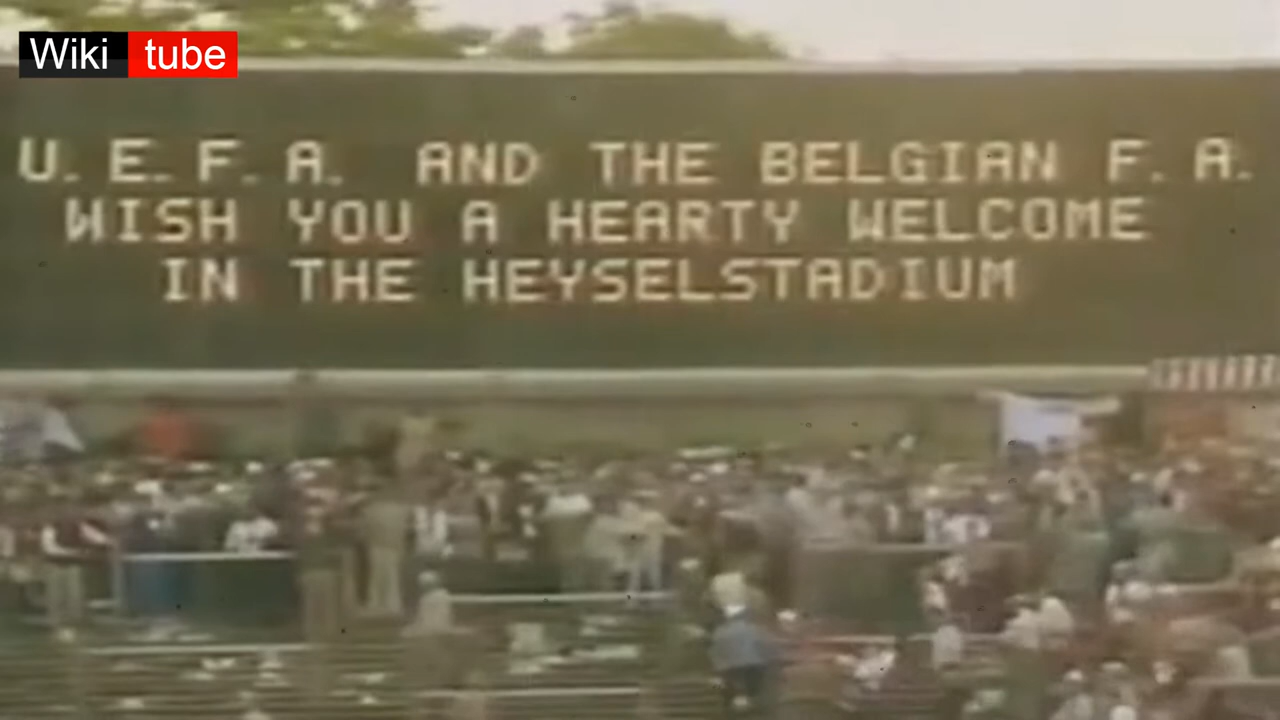 Wiki tube
U. E. F. A. AND THE BELGIAN F. A.
WISH YOU A HEARTY WELCOME
IN THE HEYSELSTADIUM